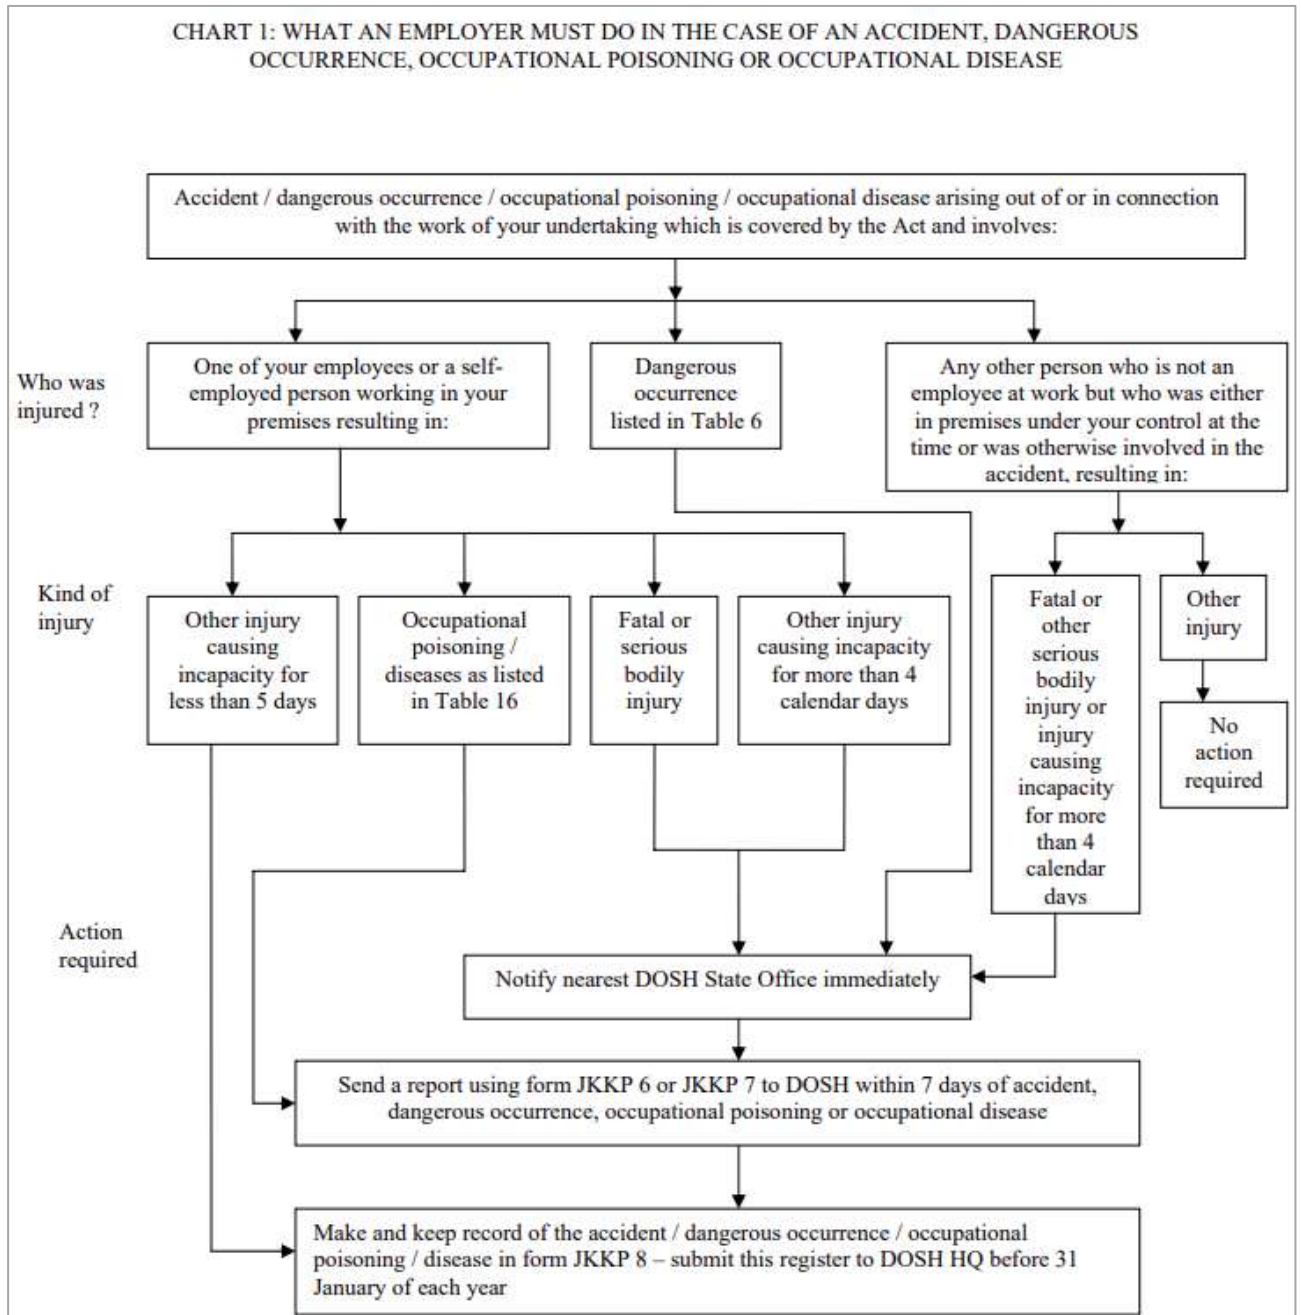 CHART 1: WHAT AN EMPLOYER MUST DO IN THE CASE OF AN ACCIDENT, DANGEROUS
OCCURRENCE, OCCUPATIONAL POISONING OR OCCUPATIONAL DISEASE
Accident / dangerous occurrence / occupational poisoning / occupational disease arising out of or in connection
with the work of your undertaking which is covered by the Act and involves:
Who was
injured ?
One of your employees or a self-
employed person working in your
premises resulting in:
Dangerous
occurrence
listed in Table 6
Any other person who is not an
employee at work but who was either
in premises under your control at the
time or was otherwise involved in the
accident, resulting in:
Kind of
injury
Other injury
causing
incapacity for
less than 5 days
Occupational
poisoning /
diseases as listed
in Table 16
Fatal or
serious
bodily
injury
Other injury
causing incapacity
for more than 4
calendar days
Fatal or
other
serious
bodily
injury or
injury
causing
incapacity
for more
than 4
calendar
days
Other
injury
No
action
required
Action
required
Notify nearest DOSH State Office immediately
Send a report using form JKKP 6 or JKKP 7 to DOSH within 7 days of accident,
dangerous occurrence, occupational poisoning or occupational disease
Make and keep record of the accident / dangerous occurrence / occupational
poisoning / disease in form JKKP 8 – submit this register to DOSH HQ before 31
January of each year